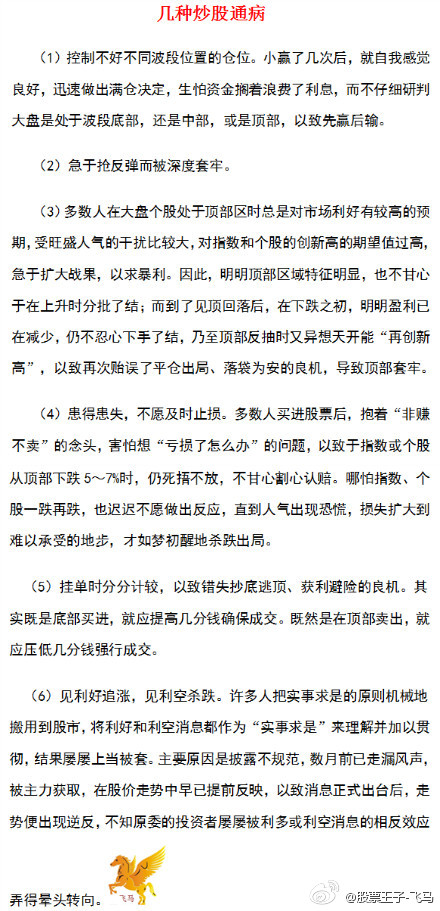 几种炒股通病
（1）控制不好不同波段位置的仓位。小赢了几次后，就自我感觉
良好，迅速做出满仓决定，生怕资金搁着浪费了利息，而不仔细研判
大盘是处于波段底部，还是中部，或是顶部，以致先赢后输。
（2）急于抢反弹而被深度套牢。
（3）多数人在大盘个股处于顶部区时总是对市场利好有较高的预
期，受旺盛人气的干扰比较大，对指数和个股的创新高的期望值过高，
急于扩大战果，以求暴利。因此，明明顶部区域特征明显，也不甘心
于在上升时分批了结；而到了见顶回落后，在下跌之初，明明盈利已
在减少，仍不忍心下手了结，乃至顶部反抽时又异想天开能“再创新
高”，以致再次贻误了平仓出局、落袋为安的良机，导致顶部套牢。
（4）患得患失，不愿及时止损。多数人买进股票后，抱着“非赚
不卖”的念头，害怕想“亏损了怎么办”的问题，以致于指数或个股
从顶部下跌5～7%时，仍死捂不放，不甘心割心认赔。哪怕指数、个
股一跌再跌，也迟迟不愿做出反应，直到人气出现恐慌，损失扩大到
难以承受的地步，才如梦初醒地杀跌出局。
（5）挂单时分分计较，以致错失抄底逃顶、获利避险的良机。其
实既是底部买进，就应提高几分钱确保成交。既然是在顶部卖出，就
应压低几分钱强行成交。
（6）见利好追涨，见利空杀跌。许多人把实事求是的原则机械地
搬用到股市，将利好和利空消息都作为“实事求是”来理解并加以贯
彻，结果屡屡上当被套。主要原因是披露不规范，数月前已走漏风声，
被主力获取，在股价走势中早已提前反映，以致消息正式出台后，走
势便出现逆反，不知原委的投资者屡屡被利多或利空消息的相反效应
弄得晕头转向。
飞马
@股票王子-飞马